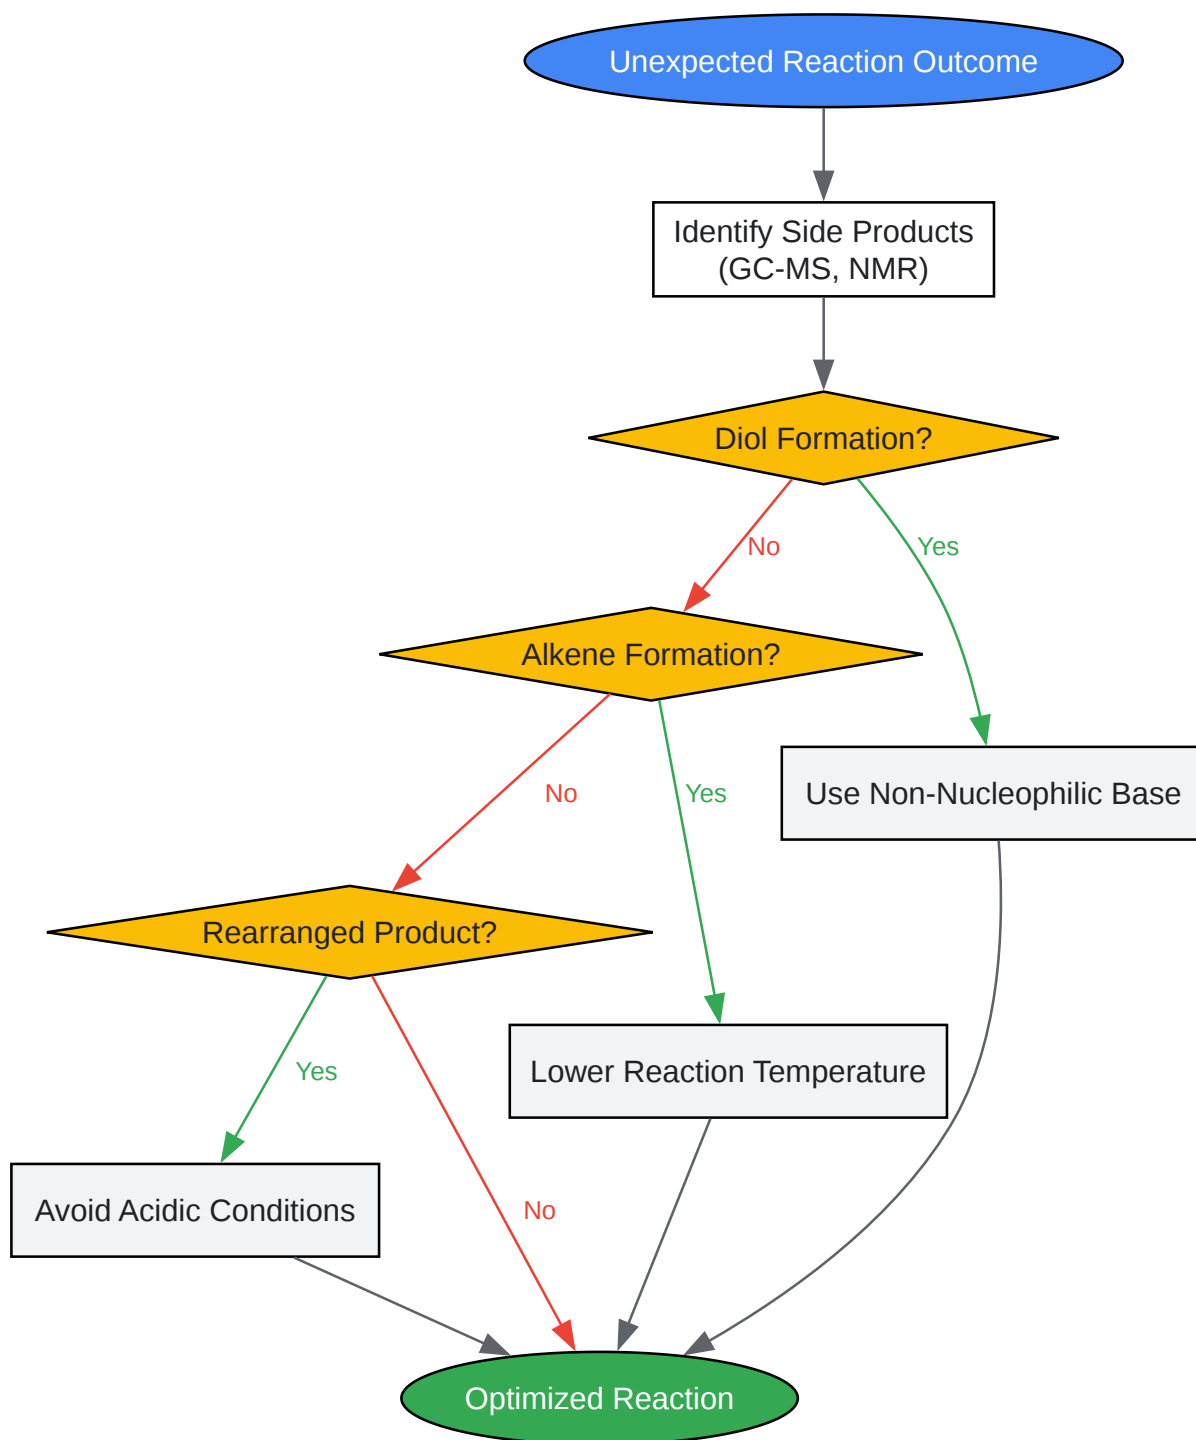 Unexpected Reaction Outcome
Identify Side Products
(GC-MS, NMR)
Diol Formation?
No
Yes
Alkene Formation?
No
Yes
Use Non-Nucleophilic Base
Rearranged Product?
Yes
No
Lower Reaction Temperature
Avoid Acidic Conditions
Optimized Reaction